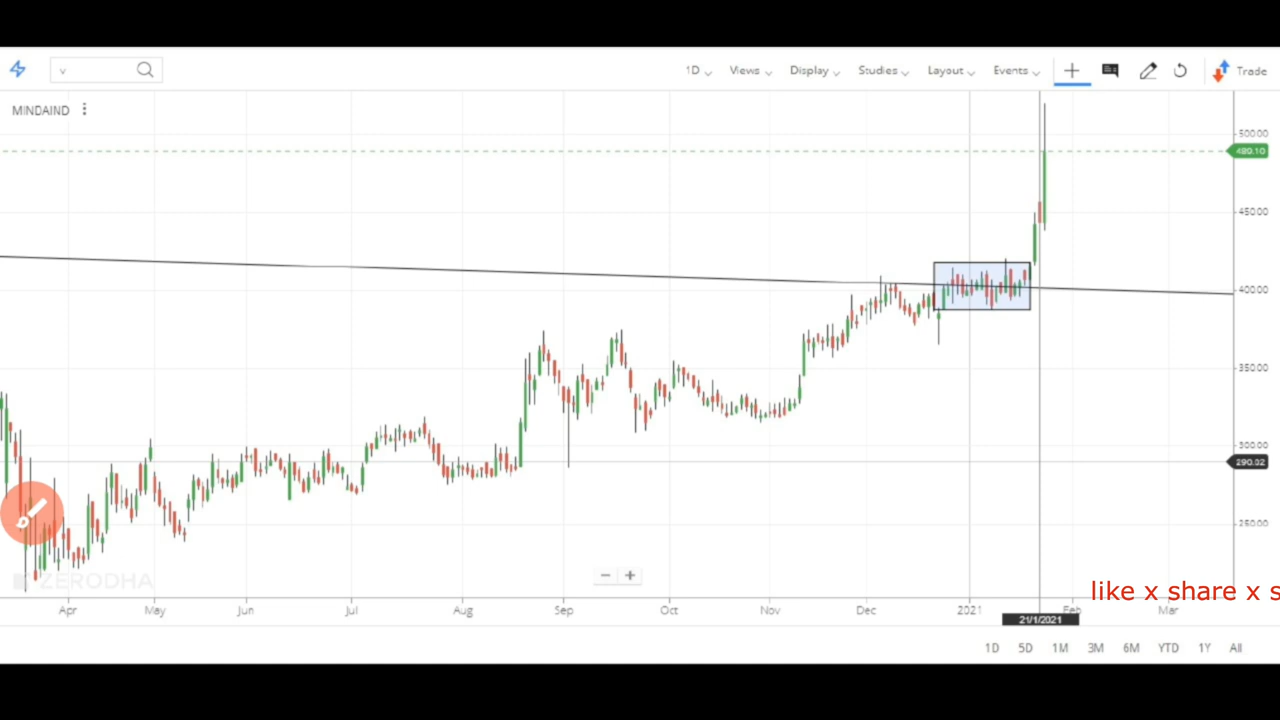 v
1D Views Display Studies Layout Events Trade
MINDAIND
500.00
489.10
450.00
400.00
350.00
300.00
290.02
250.00
ZERODHA
like x share x s
Apr May Jun Jul Aug Sep Oct Nov Dec 2021 Feb Mar
21/1/2021
1D 5D 1M 3M 6M YTD 1Y All